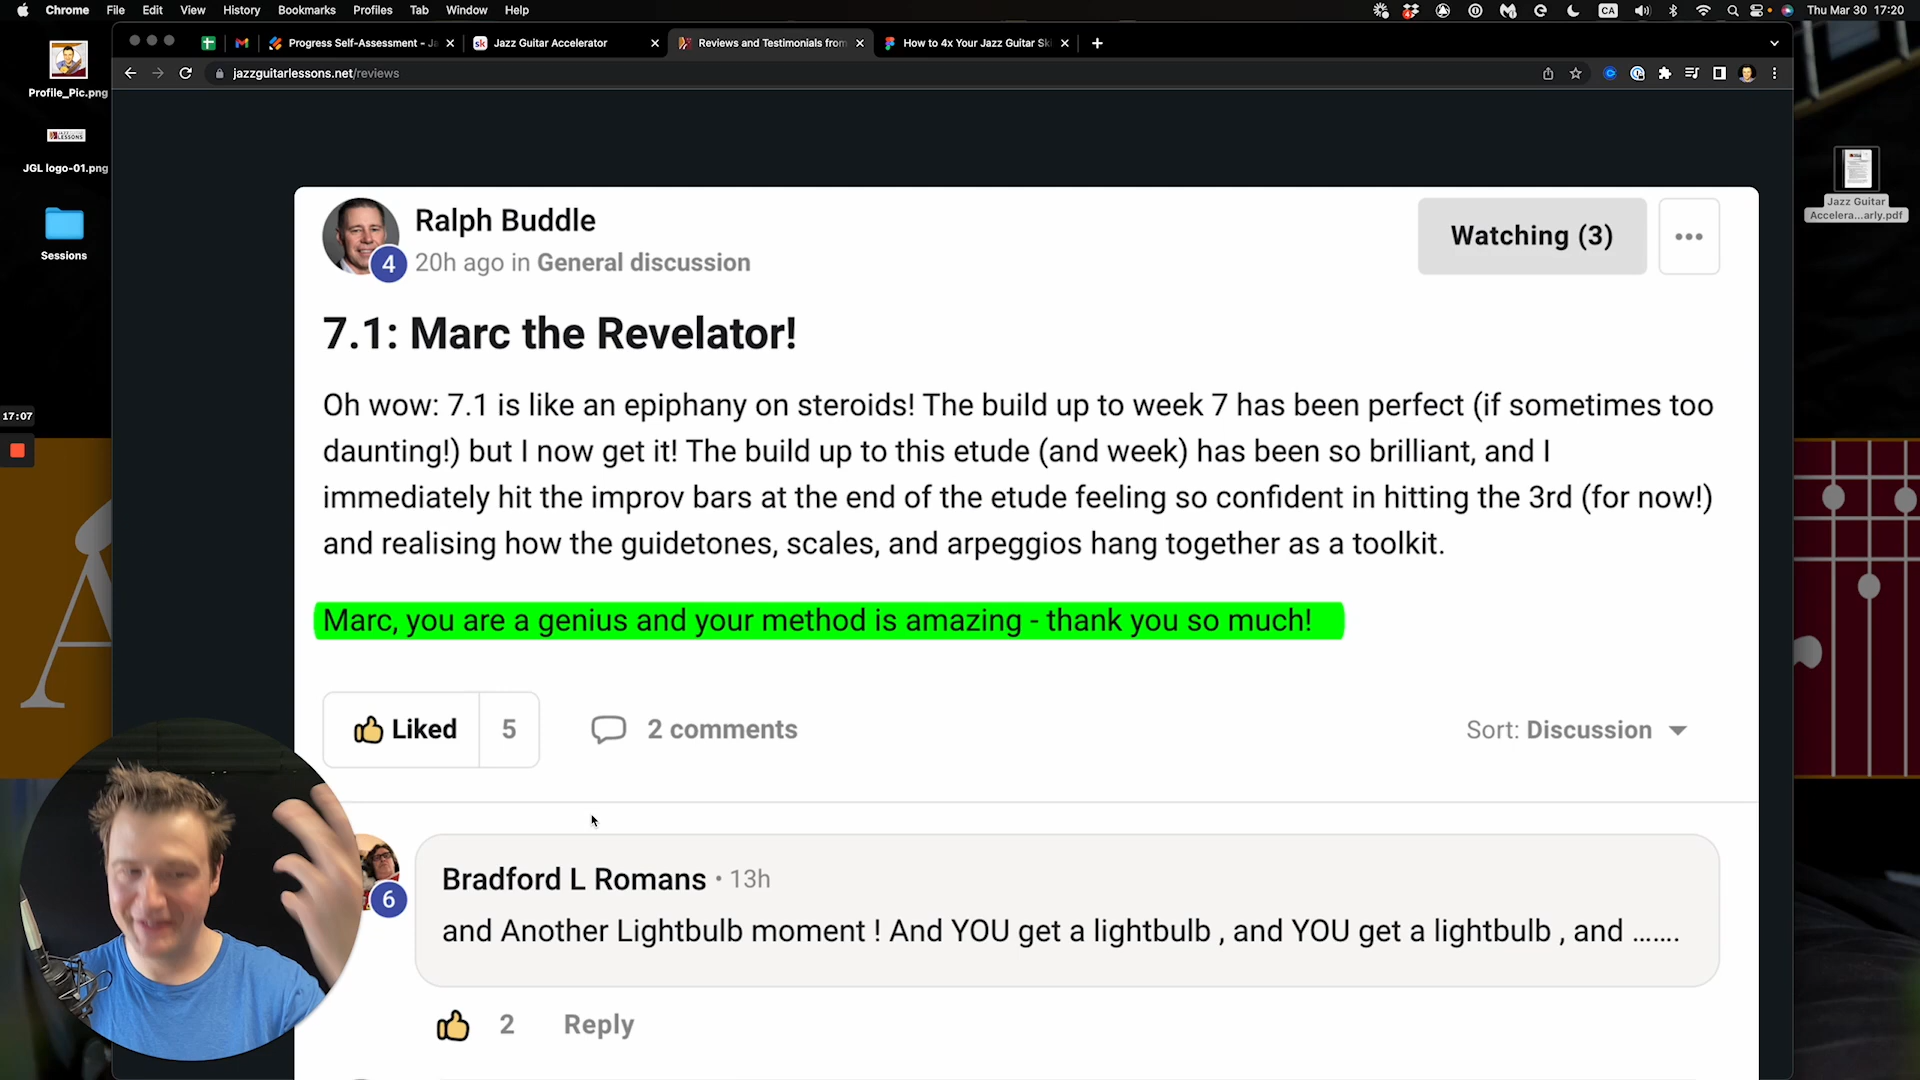 Chrome File Edit View History Bookmarks Profiles Tab Window Help
CA
Thu Mar 30 17:20
Progress Self-Assessment - Ja
Jazz Guitar Accelerator
Reviews and Testimonials from
How to 4x Your Jazz Guitar Ski
jazzguitarlessons.net/reviews
Profile_Pic.png
JGL logo-01.png
Sessions
Jazz Guitar
Accelera...arly.pdf
17:07
Ralph Buddle
4
20h ago in General discussion
Watching (3)
7.1: Marc the Revelator!
Oh wow: 7.1 is like an epiphany on steroids! The build up to week 7 has been perfect (if sometimes too
daunting!) but I now get it! The build up to this etude (and week) has been so brilliant, and I
immediately hit the improv bars at the end of the etude feeling so confident in hitting the 3rd (for now!)
and realising how the guidetones, scales, and arpeggios hang together as a toolkit.
Marc, you are a genius and your method is amazing - thank you so much!
Liked 5
2 comments
Sort: Discussion
6
Bradford L Romans • 13h
and Another Lightbulb moment ! And YOU get a lightbulb , and YOU get a lightbulb , and .......
2 Reply